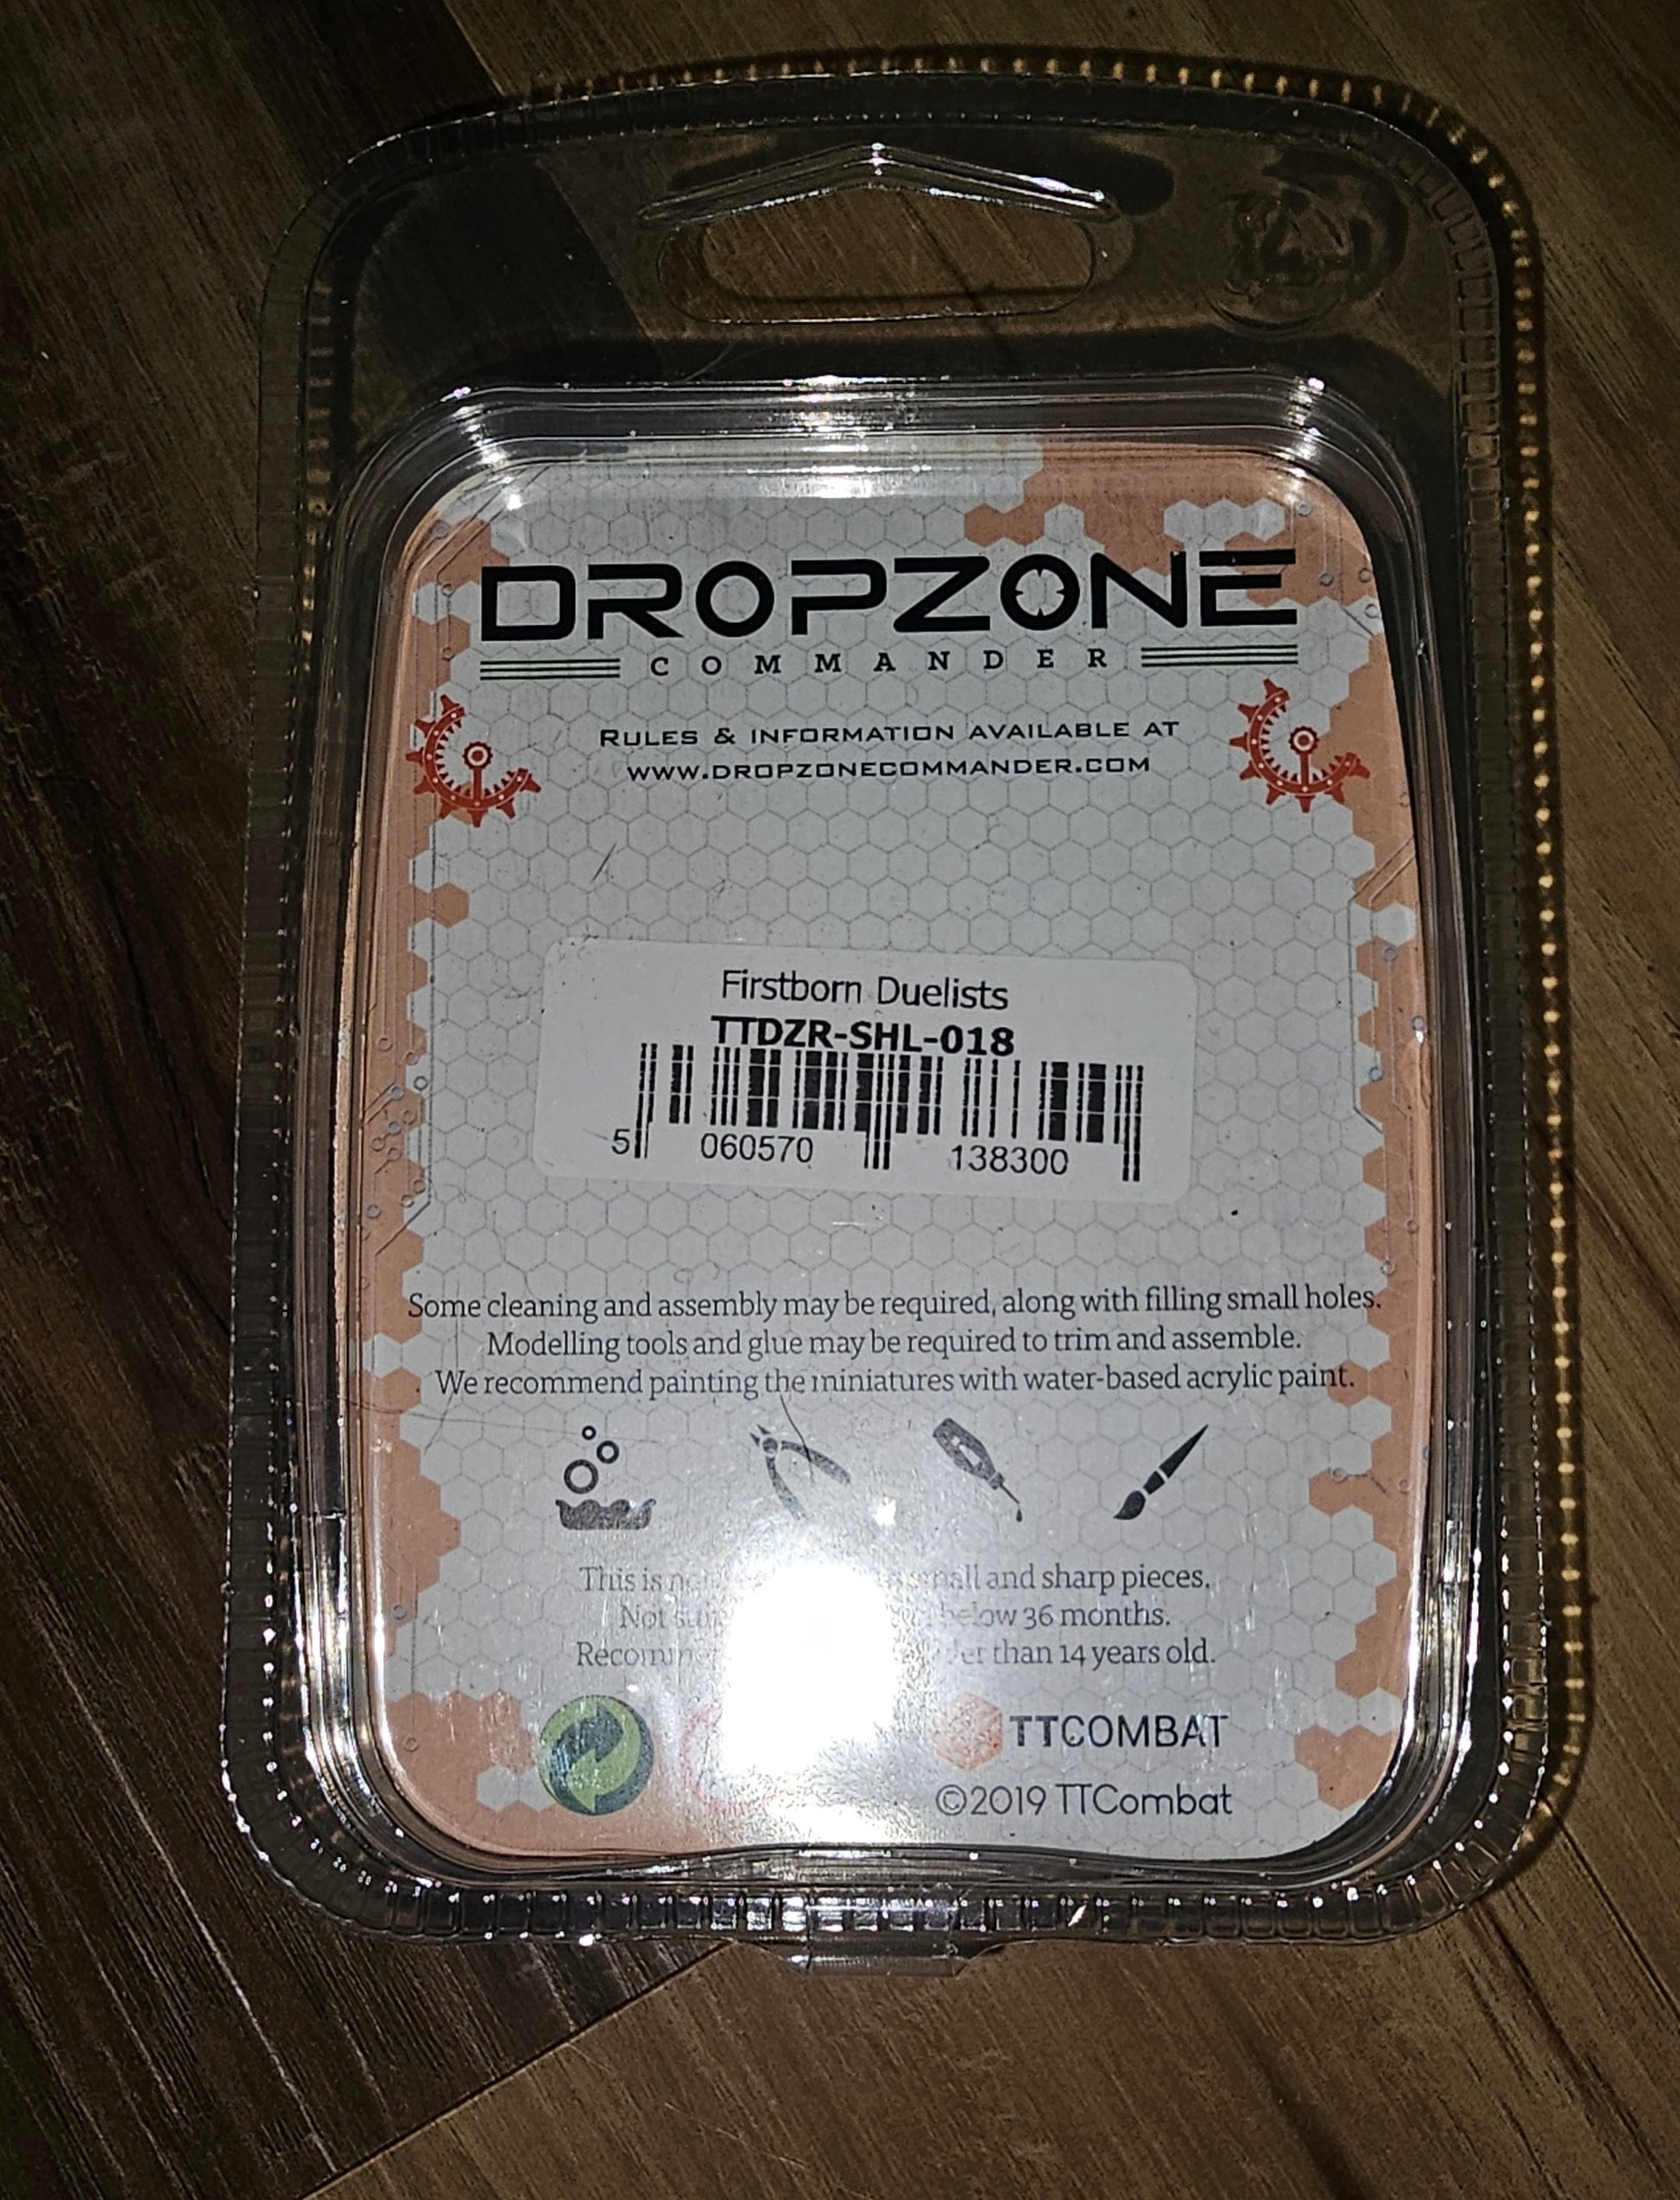 DROPZONE
COMMANDER
RULES & INFORMATION AVAILABLE AT
WWW.DROPZONECOMMANDER.COM
Firstborn Duelists
TTDZR-SHL-018
5 060570 138300
Some cleaning and assembly may be required, along with filling small holes.
Modelling tools and glue may be required to trim and assemble.
We recommend painting the miniatures with water-based acrylic paint.
This is and sharp pieces.
Not below 36 months.
than 14 years old.
TTCOMBAT
©2019 TTCombat